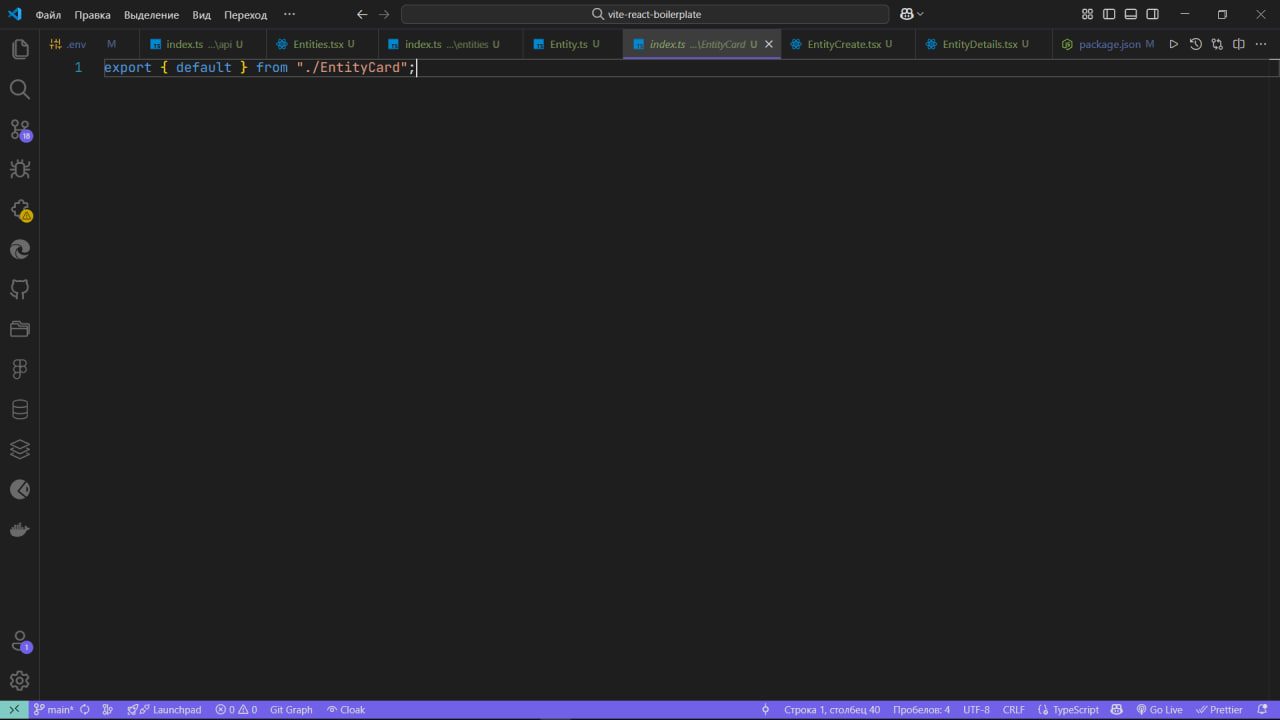 Файл Правка Выделение Вид Переход ··· vite-react-boilerplate
.env M index.ts ...\api U Entities.tsx U index.ts ...\entities U Entity.ts U index.ts ...\EntityCard U EntityCreate.tsx U EntityDetails.tsx U package.json M
1 export { default } from "./EntityCard";
18
1
main* Launchpad 0 0 Git Graph Cloak Строка 1, столбец 40 Пробелов: 4 UTF-8 CRLF TypeScript Go Live Prettier